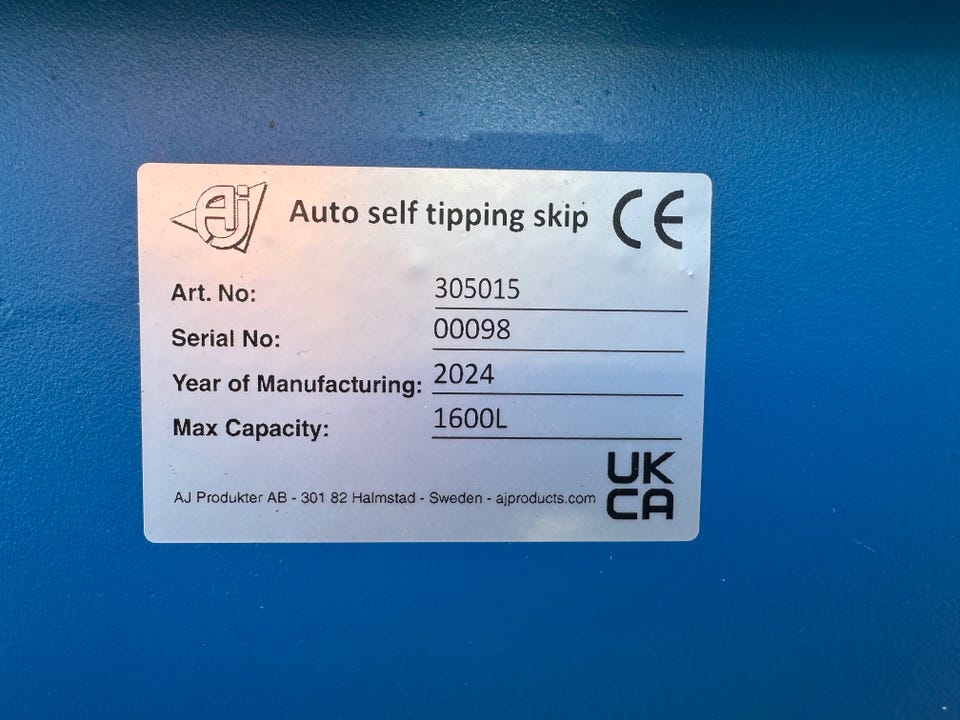 Aj
Auto self tipping skip CE
Art. No: 305015
Serial No: 00098
Year of Manufacturing: 2024
Max Capacity: 1600L
AJ Produkter AB - 301 82 Halmstad - Sweden - ajproducts.com
UK
CA